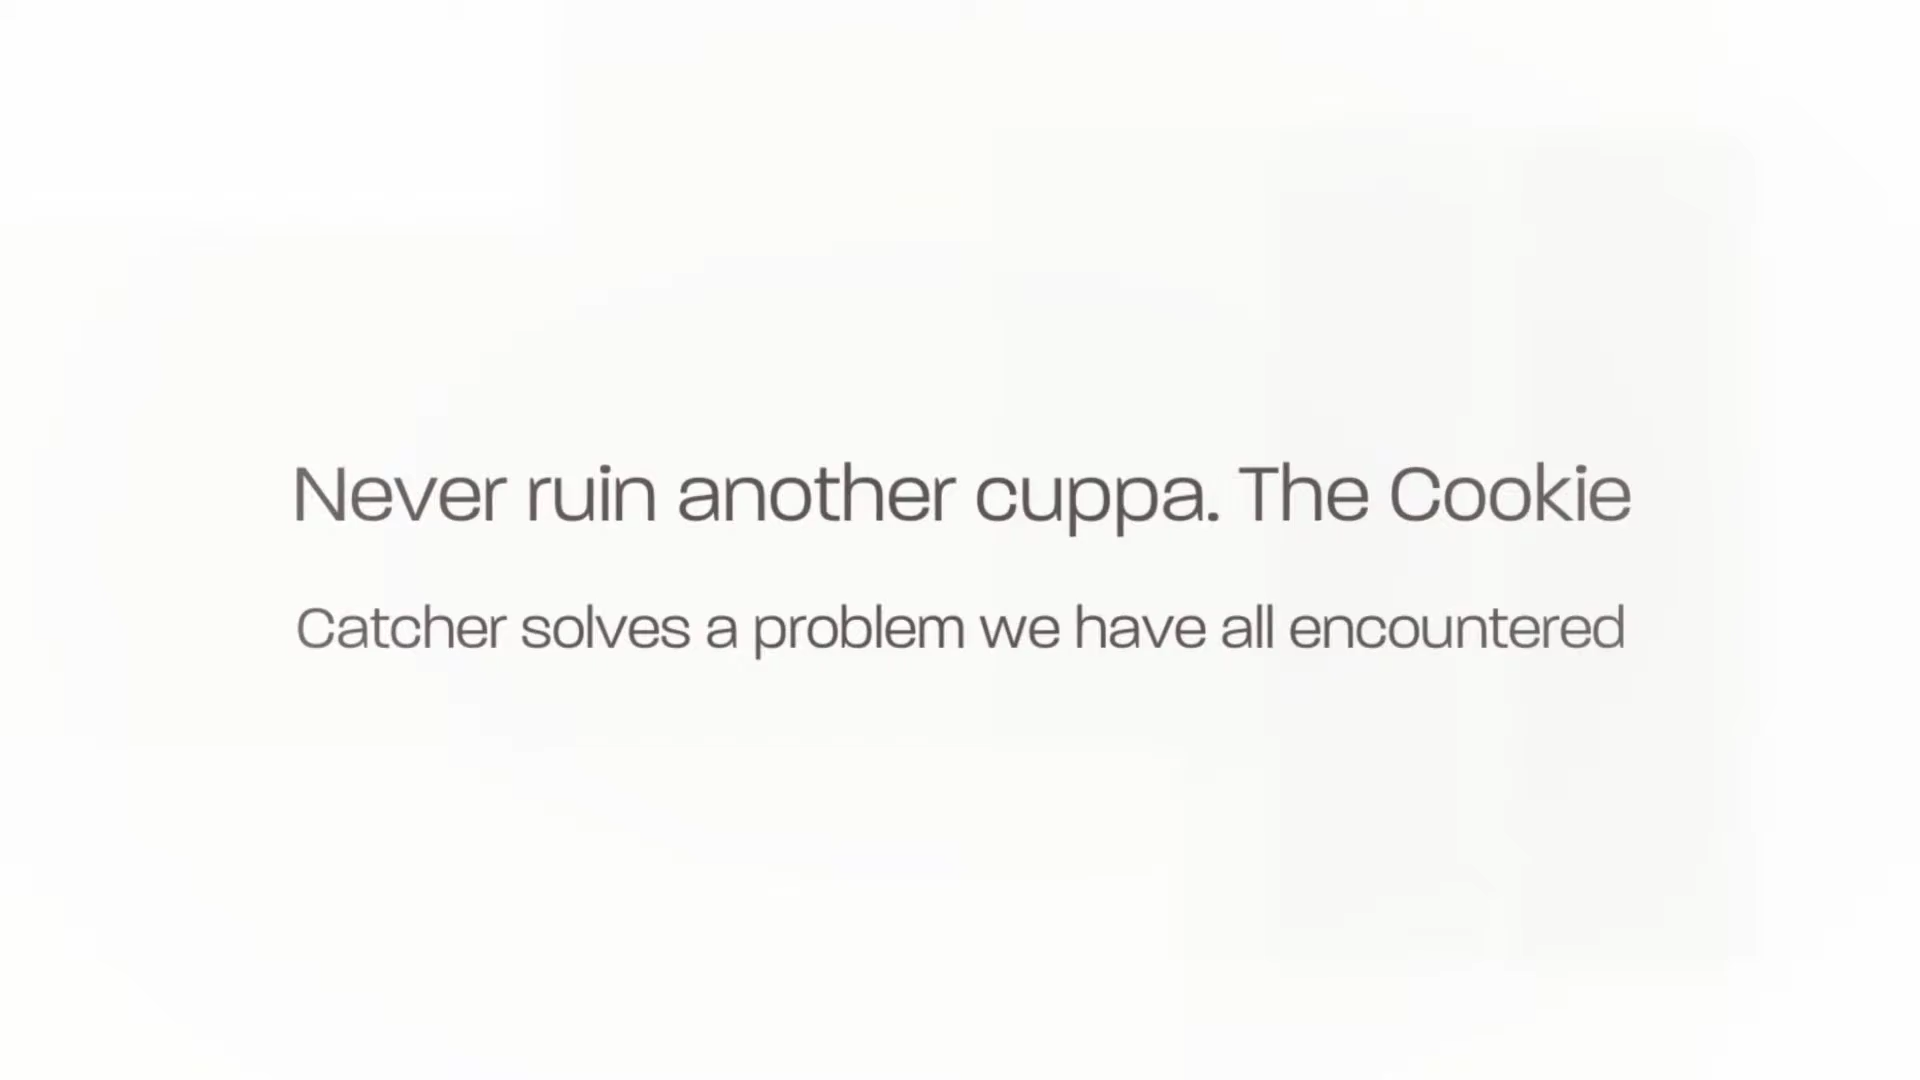 Never ruin another cuppa. The Cookie
Catcher solves a problem we have all encountered